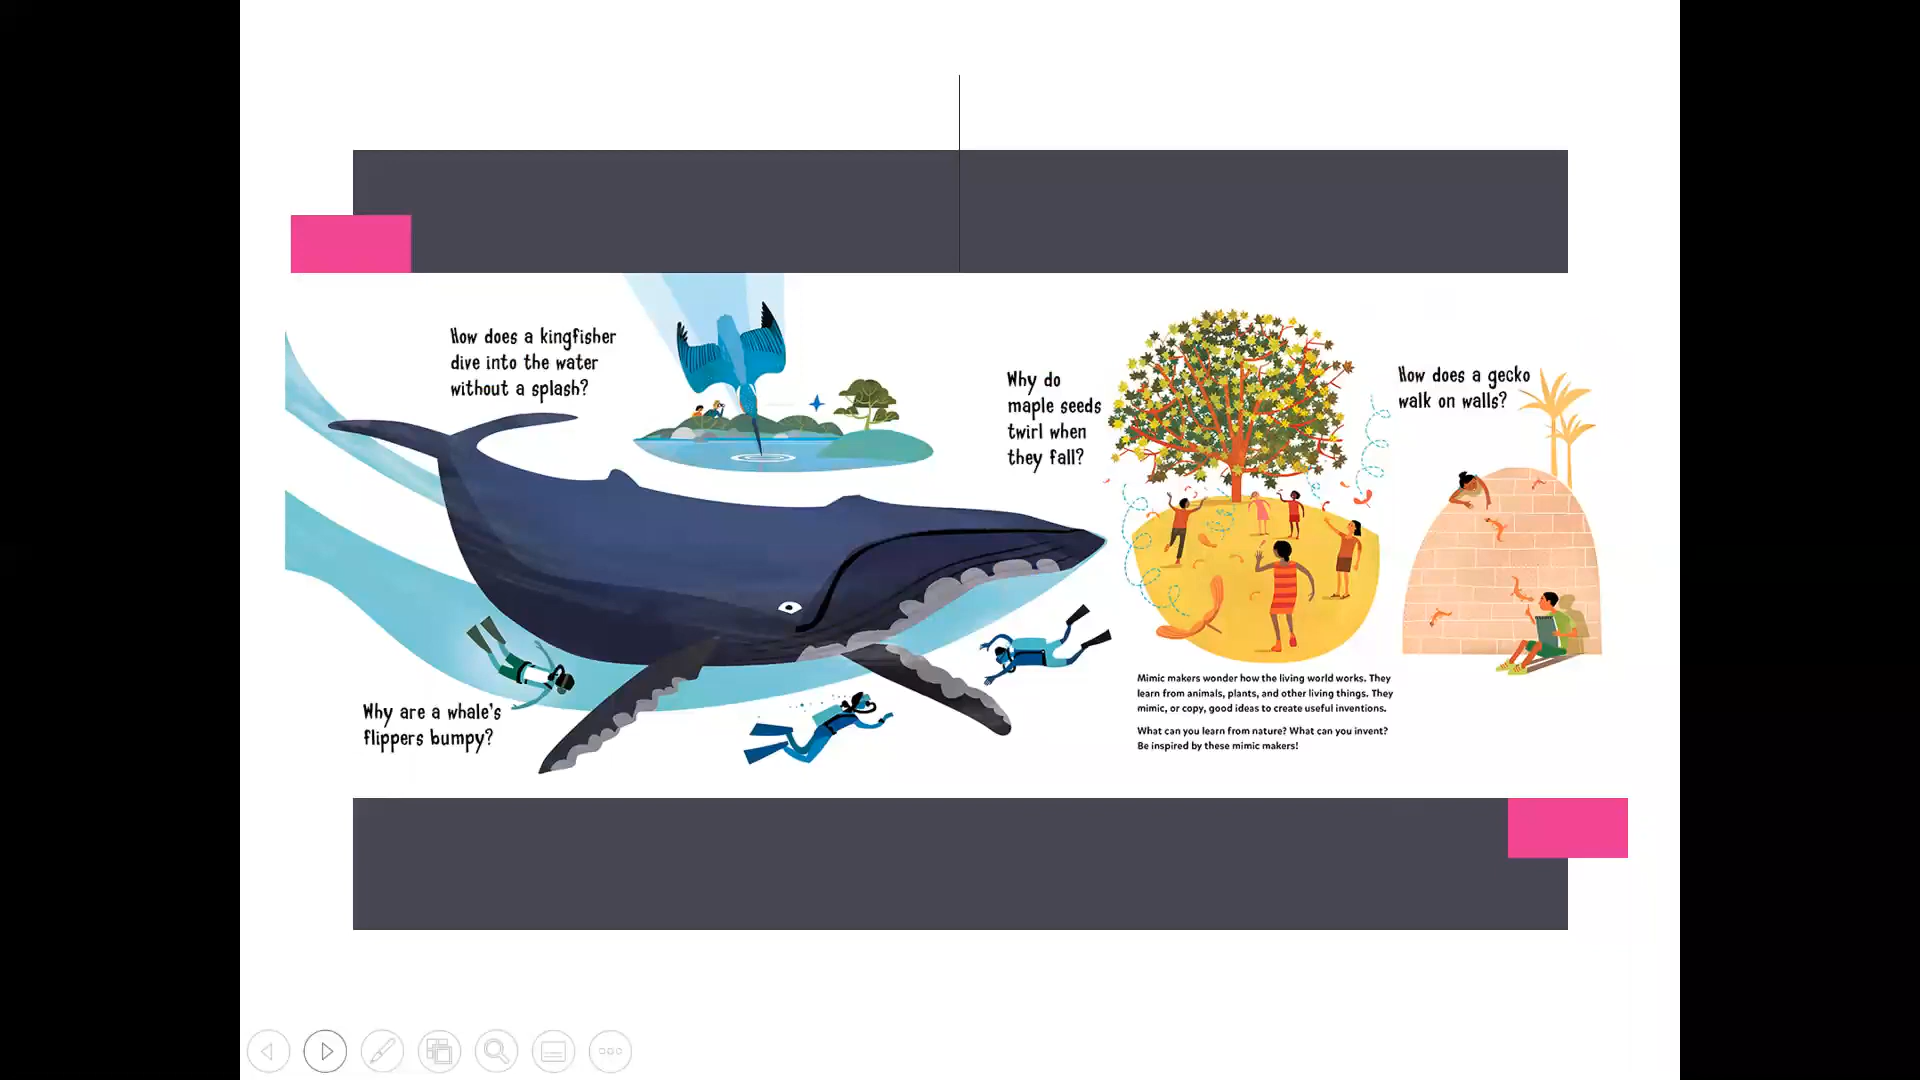 How does a kingfisher
dive into the water
without a splash?
Why are a whale's
flippers bumpy?
Why do
maple seeds
twirl when
they fall?
How does a gecko
walk on walls?
Mimic makers wonder how the living world works. They
learn from animals, plants, and other living things. They
mimic, or copy, good ideas to create useful inventions.
What can you learn from nature? What can you invent?
Be inspired by these mimic makers!